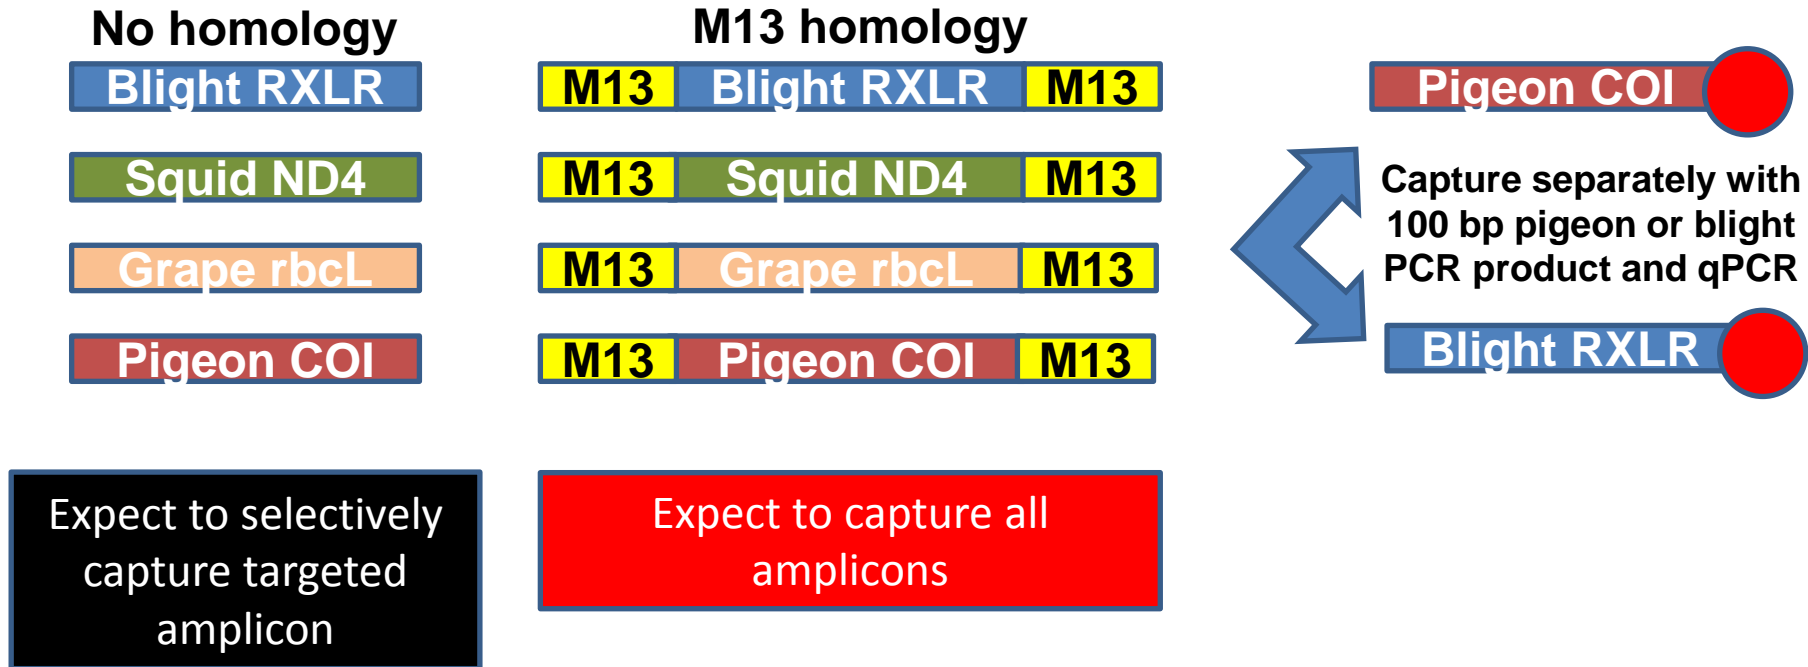 No homology
Blight RXLR
Squid ND4
Grape rbcL
Pigeon COI
Expect to selectively
capture targeted
amplicon
M13 homology
M13 Blight RXLR M13
M13 Squid ND4 M13
M13 Grape rbcL M13
M13 Pigeon COI M13
Expect to capture all
amplicons
Pigeon COI
Capture separately with
100 bp pigeon or blight
PCR product and qPCR
Blight RXLR